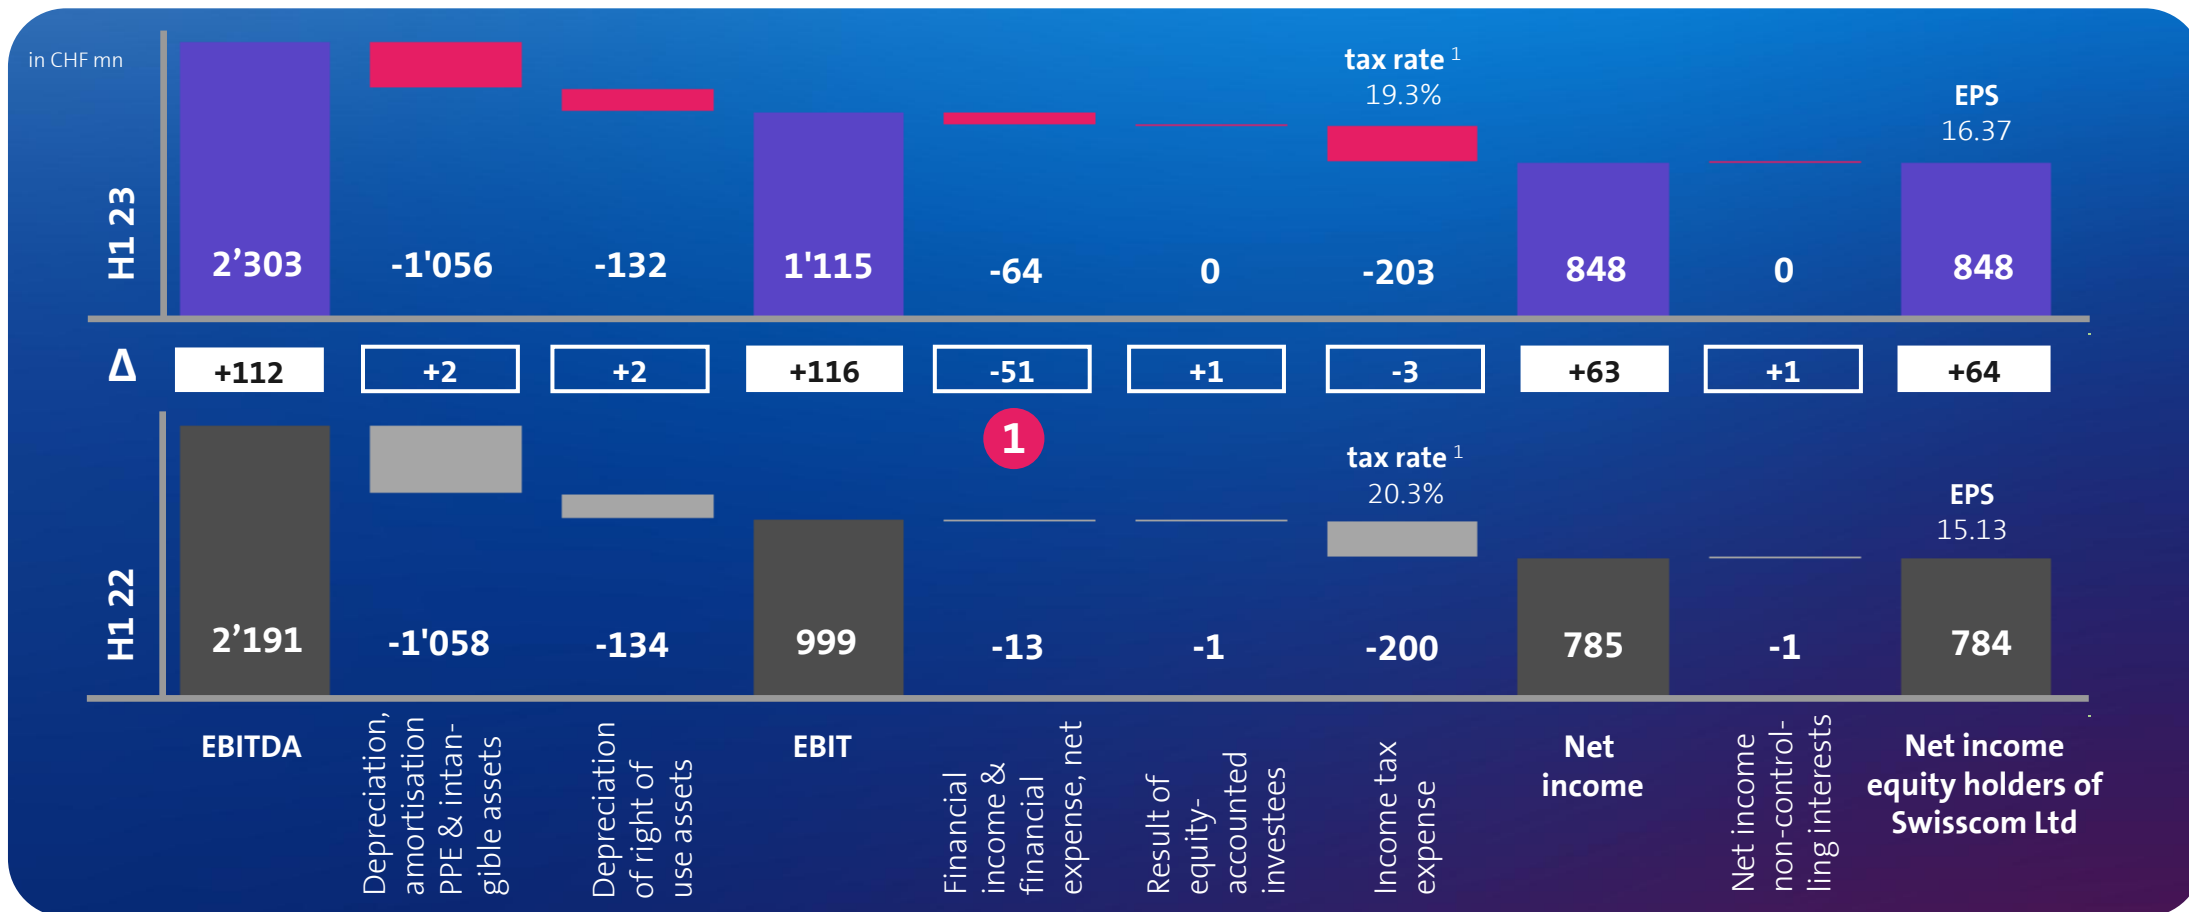 in CHF mn
tax rate 1
19.3%
EPS
16.37
H1 23
2’303
-1'056
-132
1'115
-64
0
-203
848
0
848
Δ
+112
+2
+2
+116
-51
+1
-3
+63
+1
+64
1
tax rate 1
20.3%
EPS
15.13
H1 22
2’191
-1'058
-134
999
-13
-1
-200
785
-1
784
EBITDA
Depreciation,
amortisation
PPE & intan-
gible assets
Depreciation
of right of
use assets
EBIT
Financial
income &
financial
expense, net
Result of
equity-
accounted
investees
Income tax
expense
Net
income
Net income
non-control-
ling interests
Net income
equity holders of
Swisscom Ltd